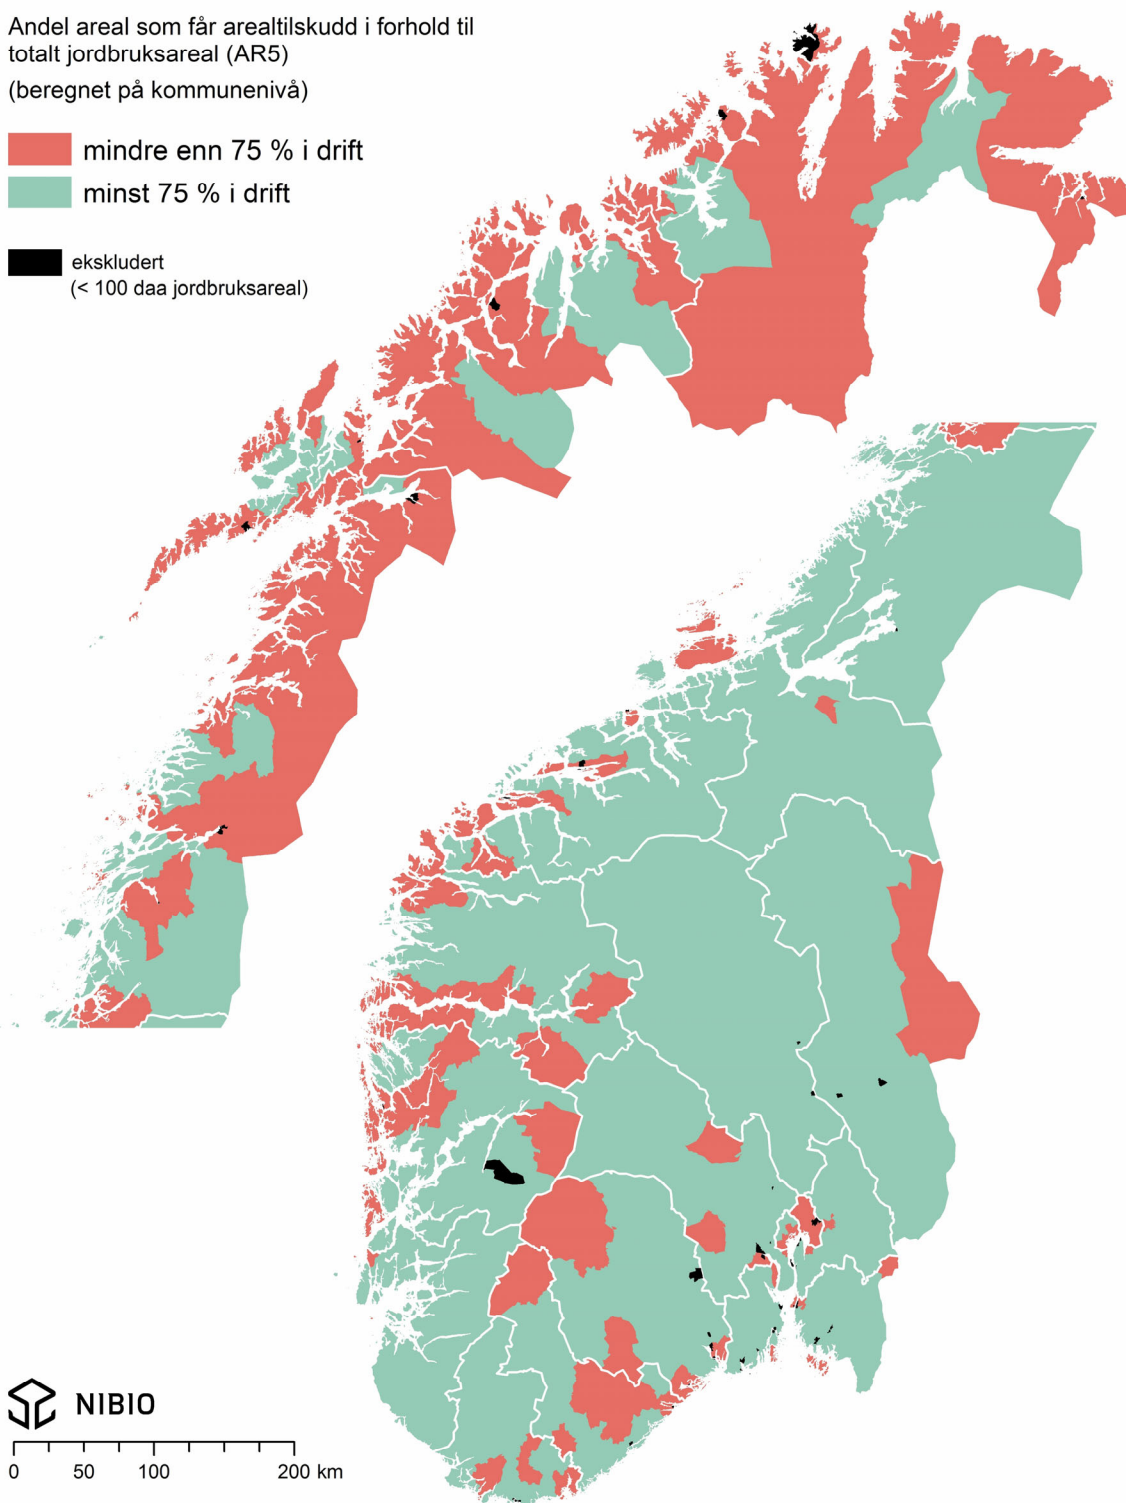 Andel areal som får arealtilskudd i forhold til
totalt jordbruksareal (AR5)
(beregnet på kommunenivå)
mindre enn 75 % i drift
minst 75 % i drift
ekskludert
(< 100 daa jordbruksareal)
NIBIO
0 50 100 200 km